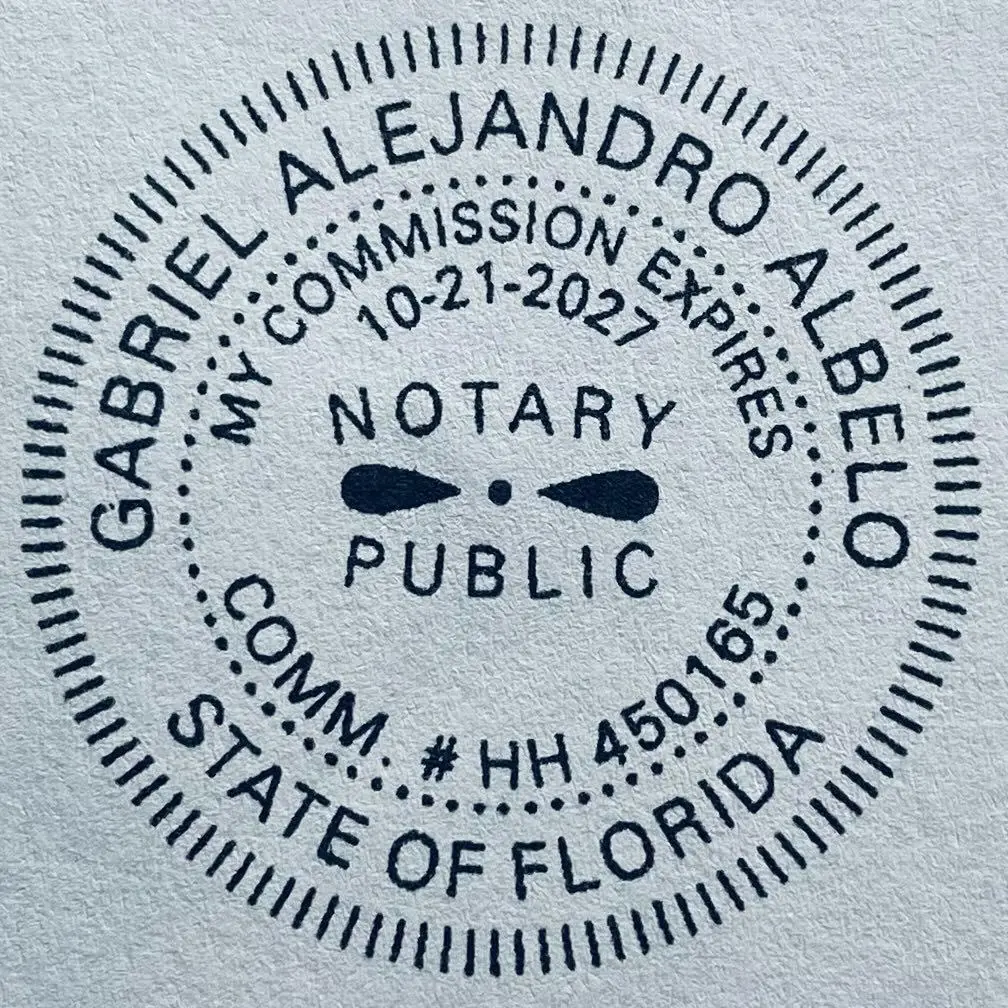 GABRIEL ALEJANDRO ALBELO
MY COMMISSION EXPIRES
10-21-2027
NOTARY
PUBLIC
COMM. # HH 450165
STATE OF FLORIDA